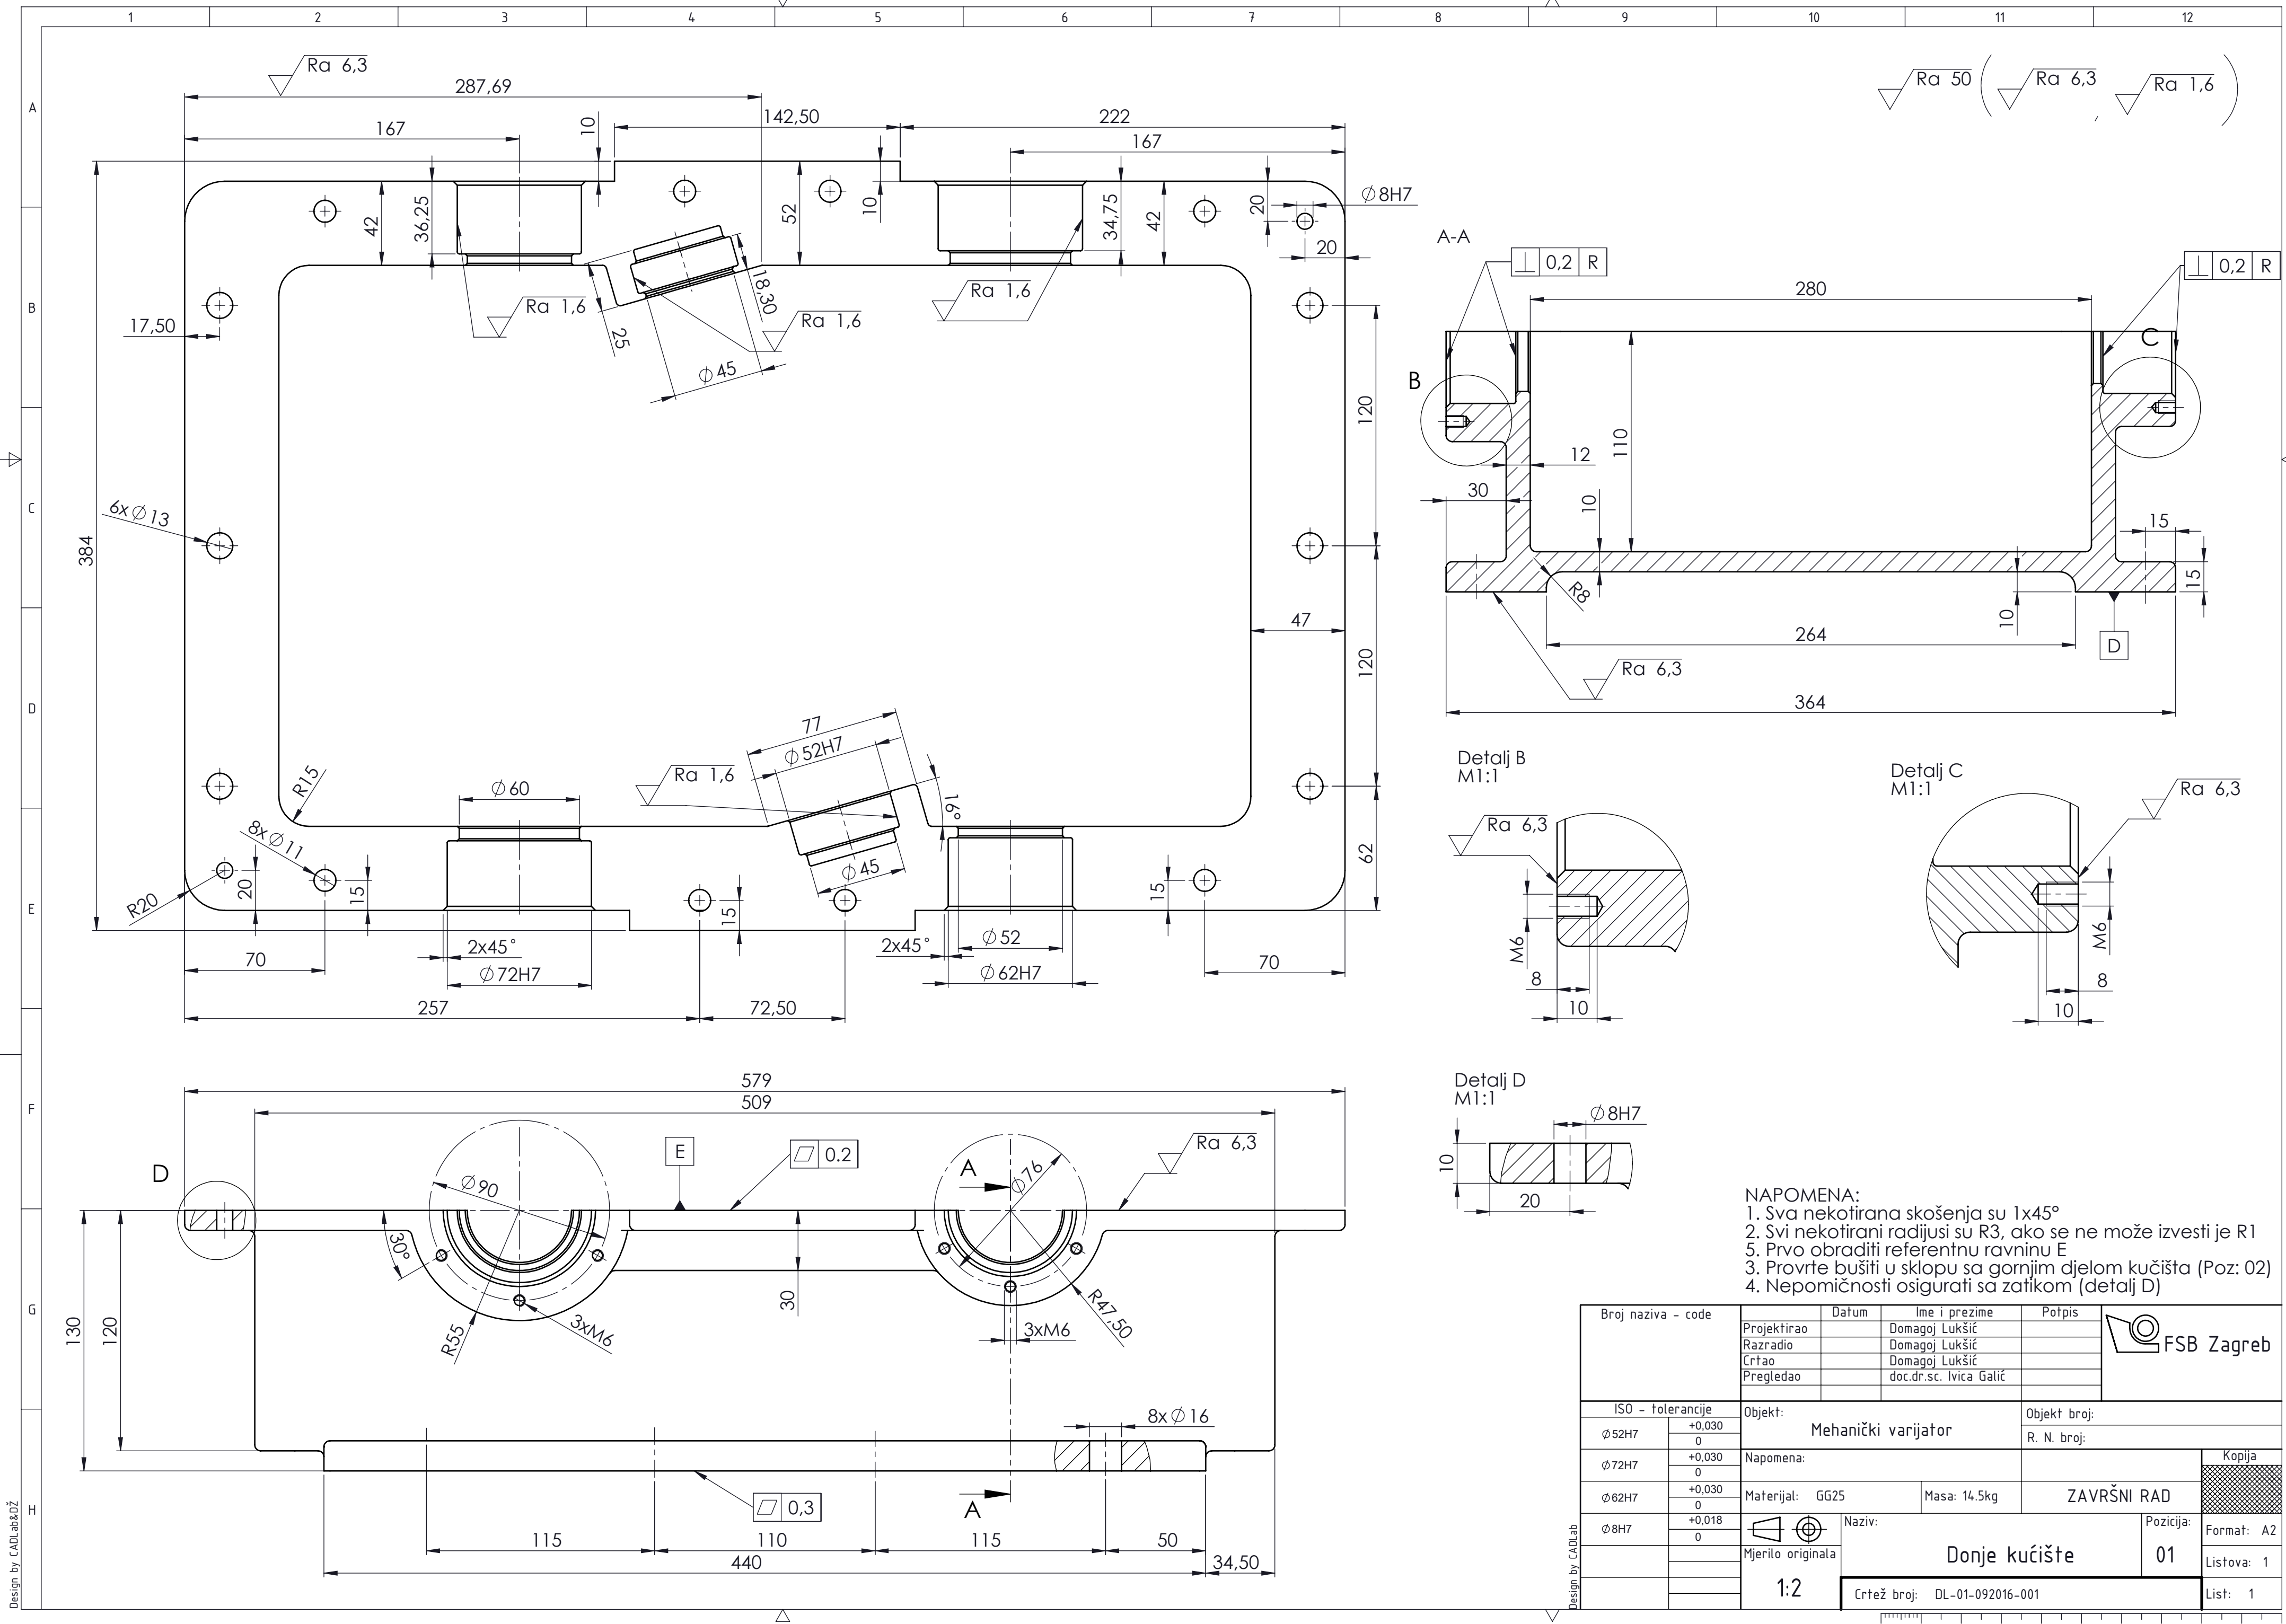 1 2 3 4 5 6 7 8 9 10 11 12
A
B
C
D
E
F
G
H
Ra 6,3
287,69
167
10
142,50
222
167
Ra 50 ( Ra 6,3 Ra 1,6 )
42
36,25
52
10
34,75
42
20
Ø8H7
20
18,30
25
Ra 1,6
Ra 1,6
Ra 1,6
Ø45
17,50
384
6xØ13
120
47
120
62
R15
Ø60
8xØ11
R20
20
15
77
Ø52H7
Ra 1,6
16°
Ø45
15
15
2x45°
Ø72H7
2x45°
Ø52
Ø62H7
70
70
257
72,50
A-A
⊥ 0,2 R
⊥ 0,2 R
280
B
C
110
12
30
10
15
R8
10
15
264
D
Ra 6,3
364
Detalj B
M1:1
Ra 6,3
M6
8
10
Detalj C
M1:1
Ra 6,3
M6
8
10
579
509
D
E
▱ 0.2
Ra 6,3
Ø90
A
Ø76
30°
130
120
R55
3xM6
30
3xM6
R47,50
8xØ16
▱ 0,3
A
115
110
115
50
440
34,50
Detalj D
M1:1
Ø8H7
10
20
NAPOMENA:
1. Sva nekotirana skošenja su 1x45°
2. Svi nekotirani radijusi su R3, ako se ne može izvesti je R1
5. Prvo obraditi referentnu ravninu E
3. Provrte bušiti u sklopu sa gornjim djelom kučišta (Poz: 02)
4. Nepomičnosti osigurati sa zatikom (detalj D)
Broj naziva - code
Datum Ime i prezime Potpis
Projektirao Domagoj Lukšić
Razradio Domagoj Lukšić
Crtao Domagoj Lukšić
Pregledao doc.dr.sc. Ivica Galić
FSB Zagreb
ISO - tolerancije
Ø52H7 +0,030 0
Ø72H7 +0,030 0
Ø62H7 +0,030 0
Ø8H7 +0,018 0
Objekt: Mehanički varijator
Objekt broj:
R. N. broj:
Napomena:
Kopija
Materijal: GG25
Masa: 14.5kg
ZAVRŠNI RAD
Naziv: Donje kućište
Pozicija: 01
Format: A2
Mjerilo originala
1:2
Listova: 1
Crtež broj: DL-01-092016-001
List: 1
Design by CADLab
Design by CADLab&DŽ